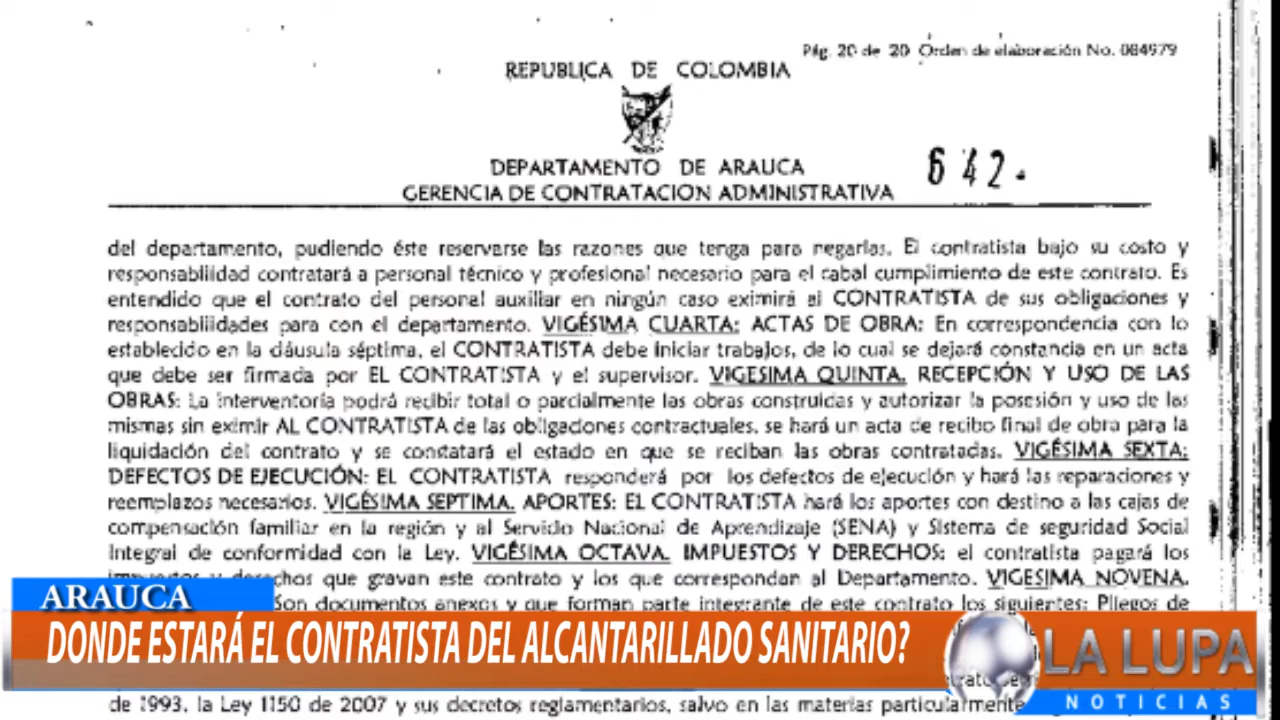 Pág. 20 de 20 Orden de elaboración No. 084979
REPUBLICA DE COLOMBIA
DEPARTAMENTO DE ARAUCA
642.
GERENCIA DE CONTRATACION ADMINISTRATIVA
del departamento, pudiendo éste reservarse las razones que tenga para negarlas. El contratista bajo su costo y
responsabilidad contratará a personal técnico y profesional necesario para el cabal cumplimiento de este contrato. Es
entendido que el contrato del personal auxiliar en ningún caso eximirá al CONTRATISTA de sus obligaciones y
responsabilidades para con el departamento. VIGÉSIMA CUARTA: ACTAS DE OBRA: En correspondencia con lo
establecido en la cláusula séptima, el CONTRATISTA debe iniciar trabajos, de lo cual se dejará constancia en un acta
que debe ser firmada por EL CONTRATISTA y el supervisor. VIGESIMA QUINTA. RECEPCIÓN Y USO DE LAS
OBRAS: La interventoría podrá recibir total o parcialmente las obras construidas y autorizar la posesión y uso de las
mismas sin eximir AL CONTRATISTA de las obligaciones contractuales, se hará un acta de recibo final de obra para la
liquidación del contrato y se constatará el estado en que se reciban las obras contratadas. VIGÉSIMA SEXTA:
DEFECTOS DE EJECUCIÓN: EL CONTRATISTA responderá por los defectos de ejecución y hará las reparaciones y
reemplazos necesarios. VIGÉSIMA SEPTIMA. APORTES: EL CONTRATISTA hará los aportes con destino a las cajas de
compensación familiar en la región y al Servicio Nacional de Aprendizaje (SENA) y Sistema de seguridad Social
Integral de conformidad con la Ley. VIGÉSIMA OCTAVA. IMPUESTOS Y DERECHOS: el contratista pagará los
impuestos y derechos que gravan este contrato y los que correspondan al Departamento. VIGESIMA NOVENA.
ARAUCA
Son documentos anexos y que forman parte integrante de este contrato los siguientes: Pliegos de
DONDE ESTARÁ EL CONTRATISTA DEL ALCANTARILLADO SANITARIO?
LA LUPA
NOTICIAS
de 1993, la Ley 1150 de 2007 y sus decretos reglamentarios, salvo en las materias particularmente